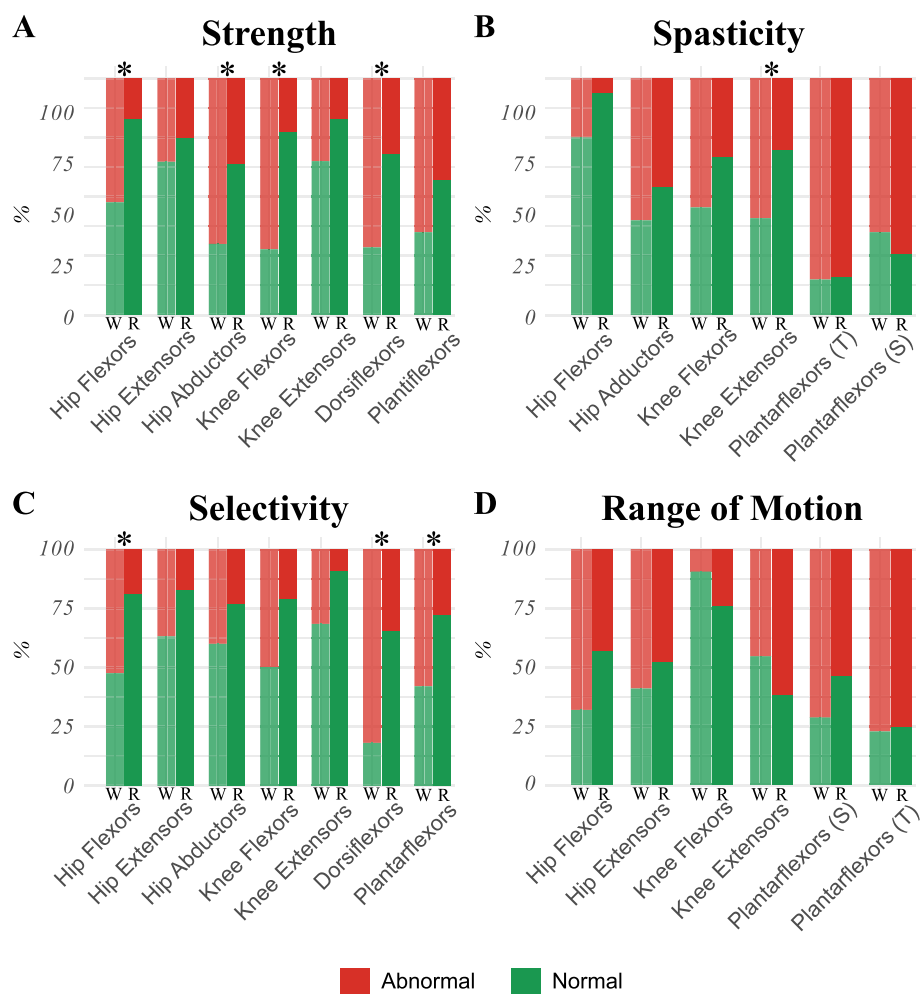 A
Strength
* * * *
100
75
50
25
0
%
W R W R W R W R W R W R W R
Hip Flexors
Hip Extensors
Hip Abductors
Knee Flexors
Knee Extensors
Dorsiflexors
Plantiflexors
B
Spasticity
*
100
75
50
25
0
%
W R W R W R W R W R W R
Hip Flexors
Hip Adductors
Knee Flexors
Knee Extensors
Plantarflexors (T)
Plantarflexors (S)
C
Selectivity
* * *
100
75
50
25
0
%
W R W R W R W R W R W R W R
Hip Flexors
Hip Extensors
Hip Abductors
Knee Flexors
Knee Extensors
Dorsiflexors
Plantarflexors
D
Range of Motion
100
75
50
25
0
%
W R W R W R W R W R W R
Hip Flexors
Hip Extensors
Knee Flexors
Knee Extensors
Plantarflexors (S)
Plantarflexors (T)
Abnormal Normal